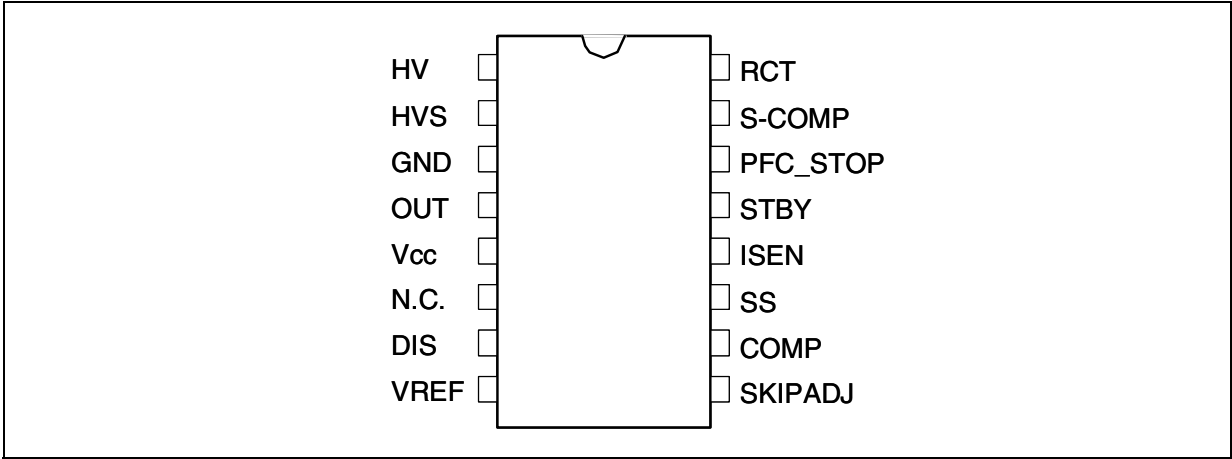 HV
HVS
GND
OUT
Vcc
N.C.
DIS
VREF
RCT
S-COMP
PFC_STOP
STBY
ISEN
SS
COMP
SKIPADJ